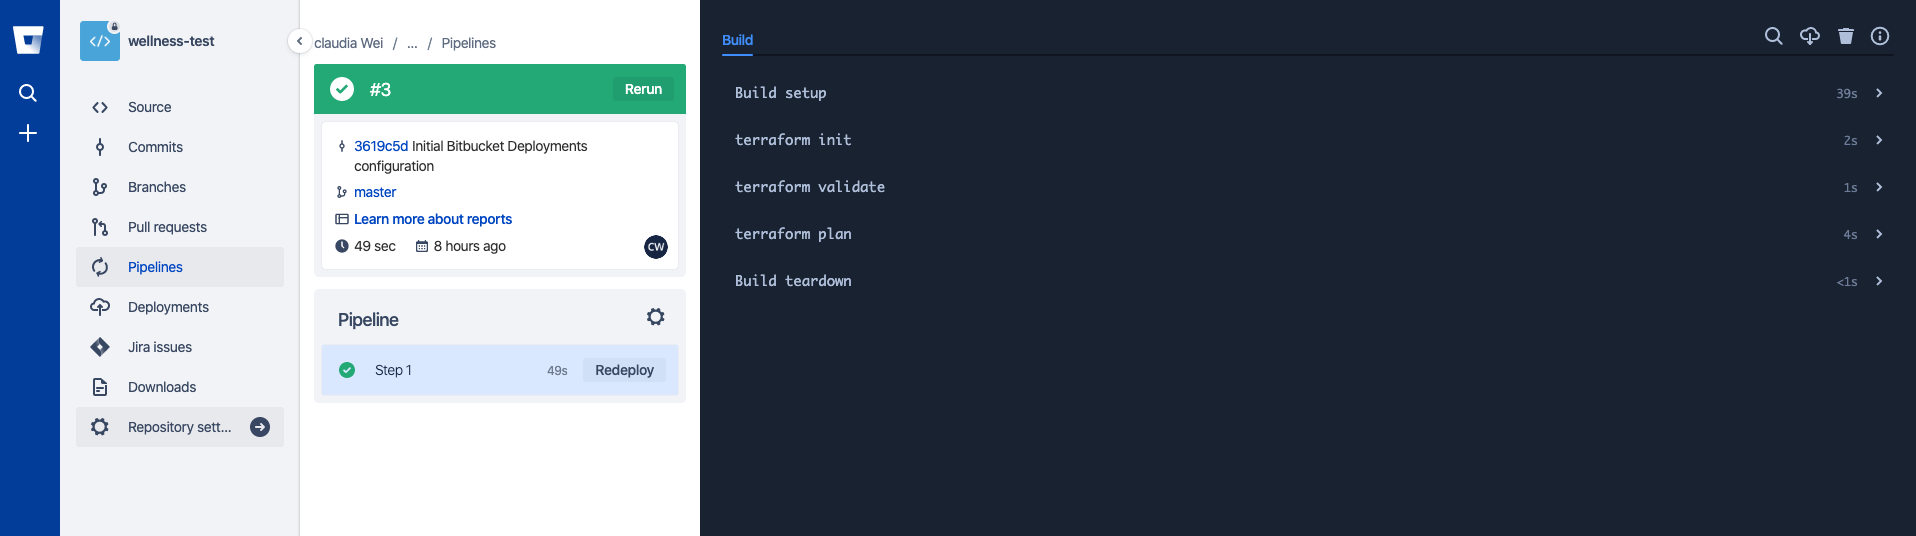 wellness-test
Source
Commits
Branches
Pull requests
Pipelines
Deployments
Jira issues
Downloads
Repository sett...
claudia Wei / ... / Pipelines
#3 Rerun
3619c5d Initial Bitbucket Deployments
configuration
master
Learn more about reports
49 sec 8 hours ago CW
Pipeline
Step 1 49s Redeploy
Build
Build setup 39s
terraform init 2s
terraform validate 1s
terraform plan 4s
Build teardown <1s